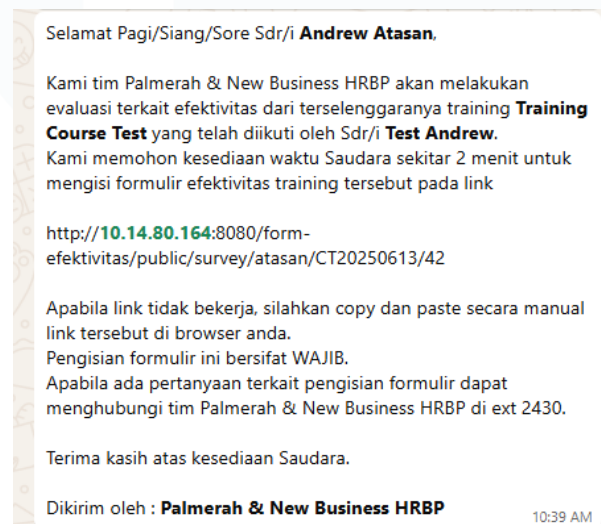 Selamat Pagi/Siang/Sore Sdr/i Andrew Atasan,
Kami tim Palmerah & New Business HRBP akan melakukan
evaluasi terkait efektivitas dari terselenggaranya training Training
Course Test yang telah diikuti oleh Sdr/i Test Andrew.
Kami memohon kesediaan waktu Saudara sekitar 2 menit untuk
mengisi formulir efektivitas training tersebut pada link
http://10.14.80.164:8080/form-
efektivitas/public/survey/atasan/CT20250613/42
Apabila link tidak bekerja, silahkan copy dan paste secara manual
link tersebut di browser anda.
Pengisian formulir ini bersifat WAJIB.
Apabila ada pertanyaan terkait pengisian formulir dapat
menghubungi tim Palmerah & New Business HRBP di ext 2430.
Terima kasih atas kesediaan Saudara.
Dikirim oleh : Palmerah & New Business HRBP
10:39 AM